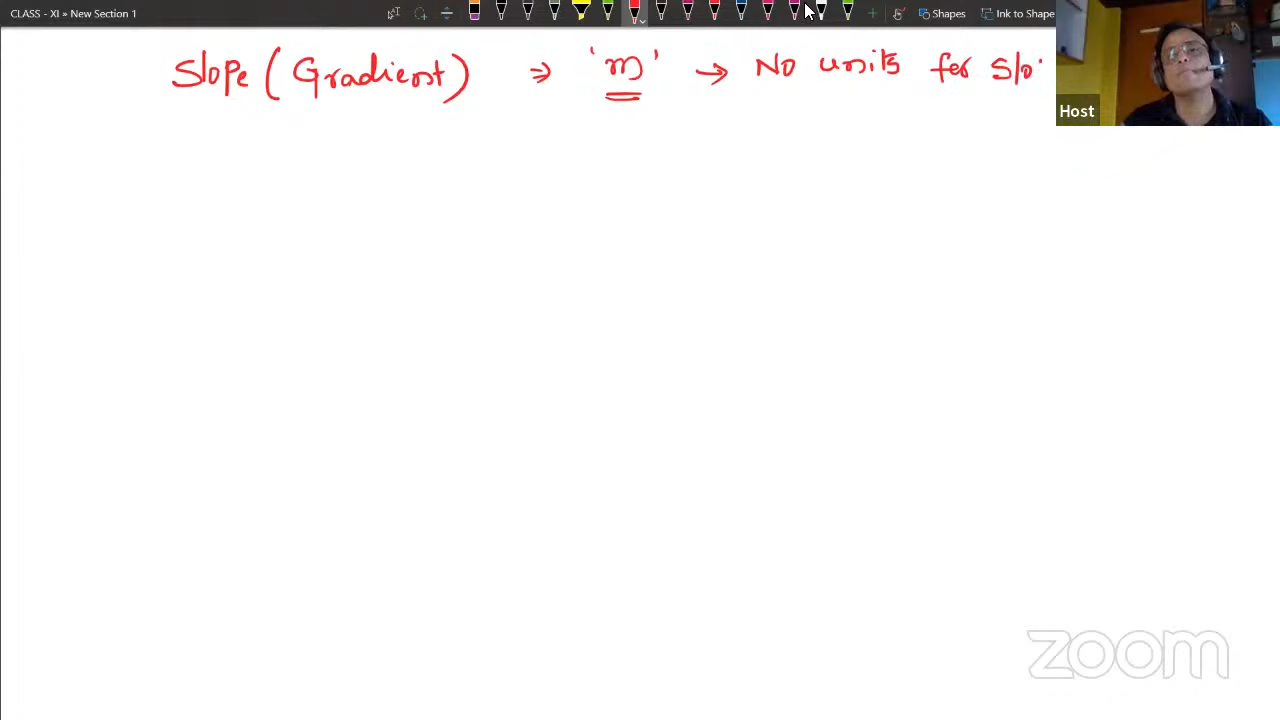 CLASS - XI » New Section 1
Shapes
Ink to Shape
Slope (Gradient) ⇒ 'm' → No units for Slo
Host
zoom